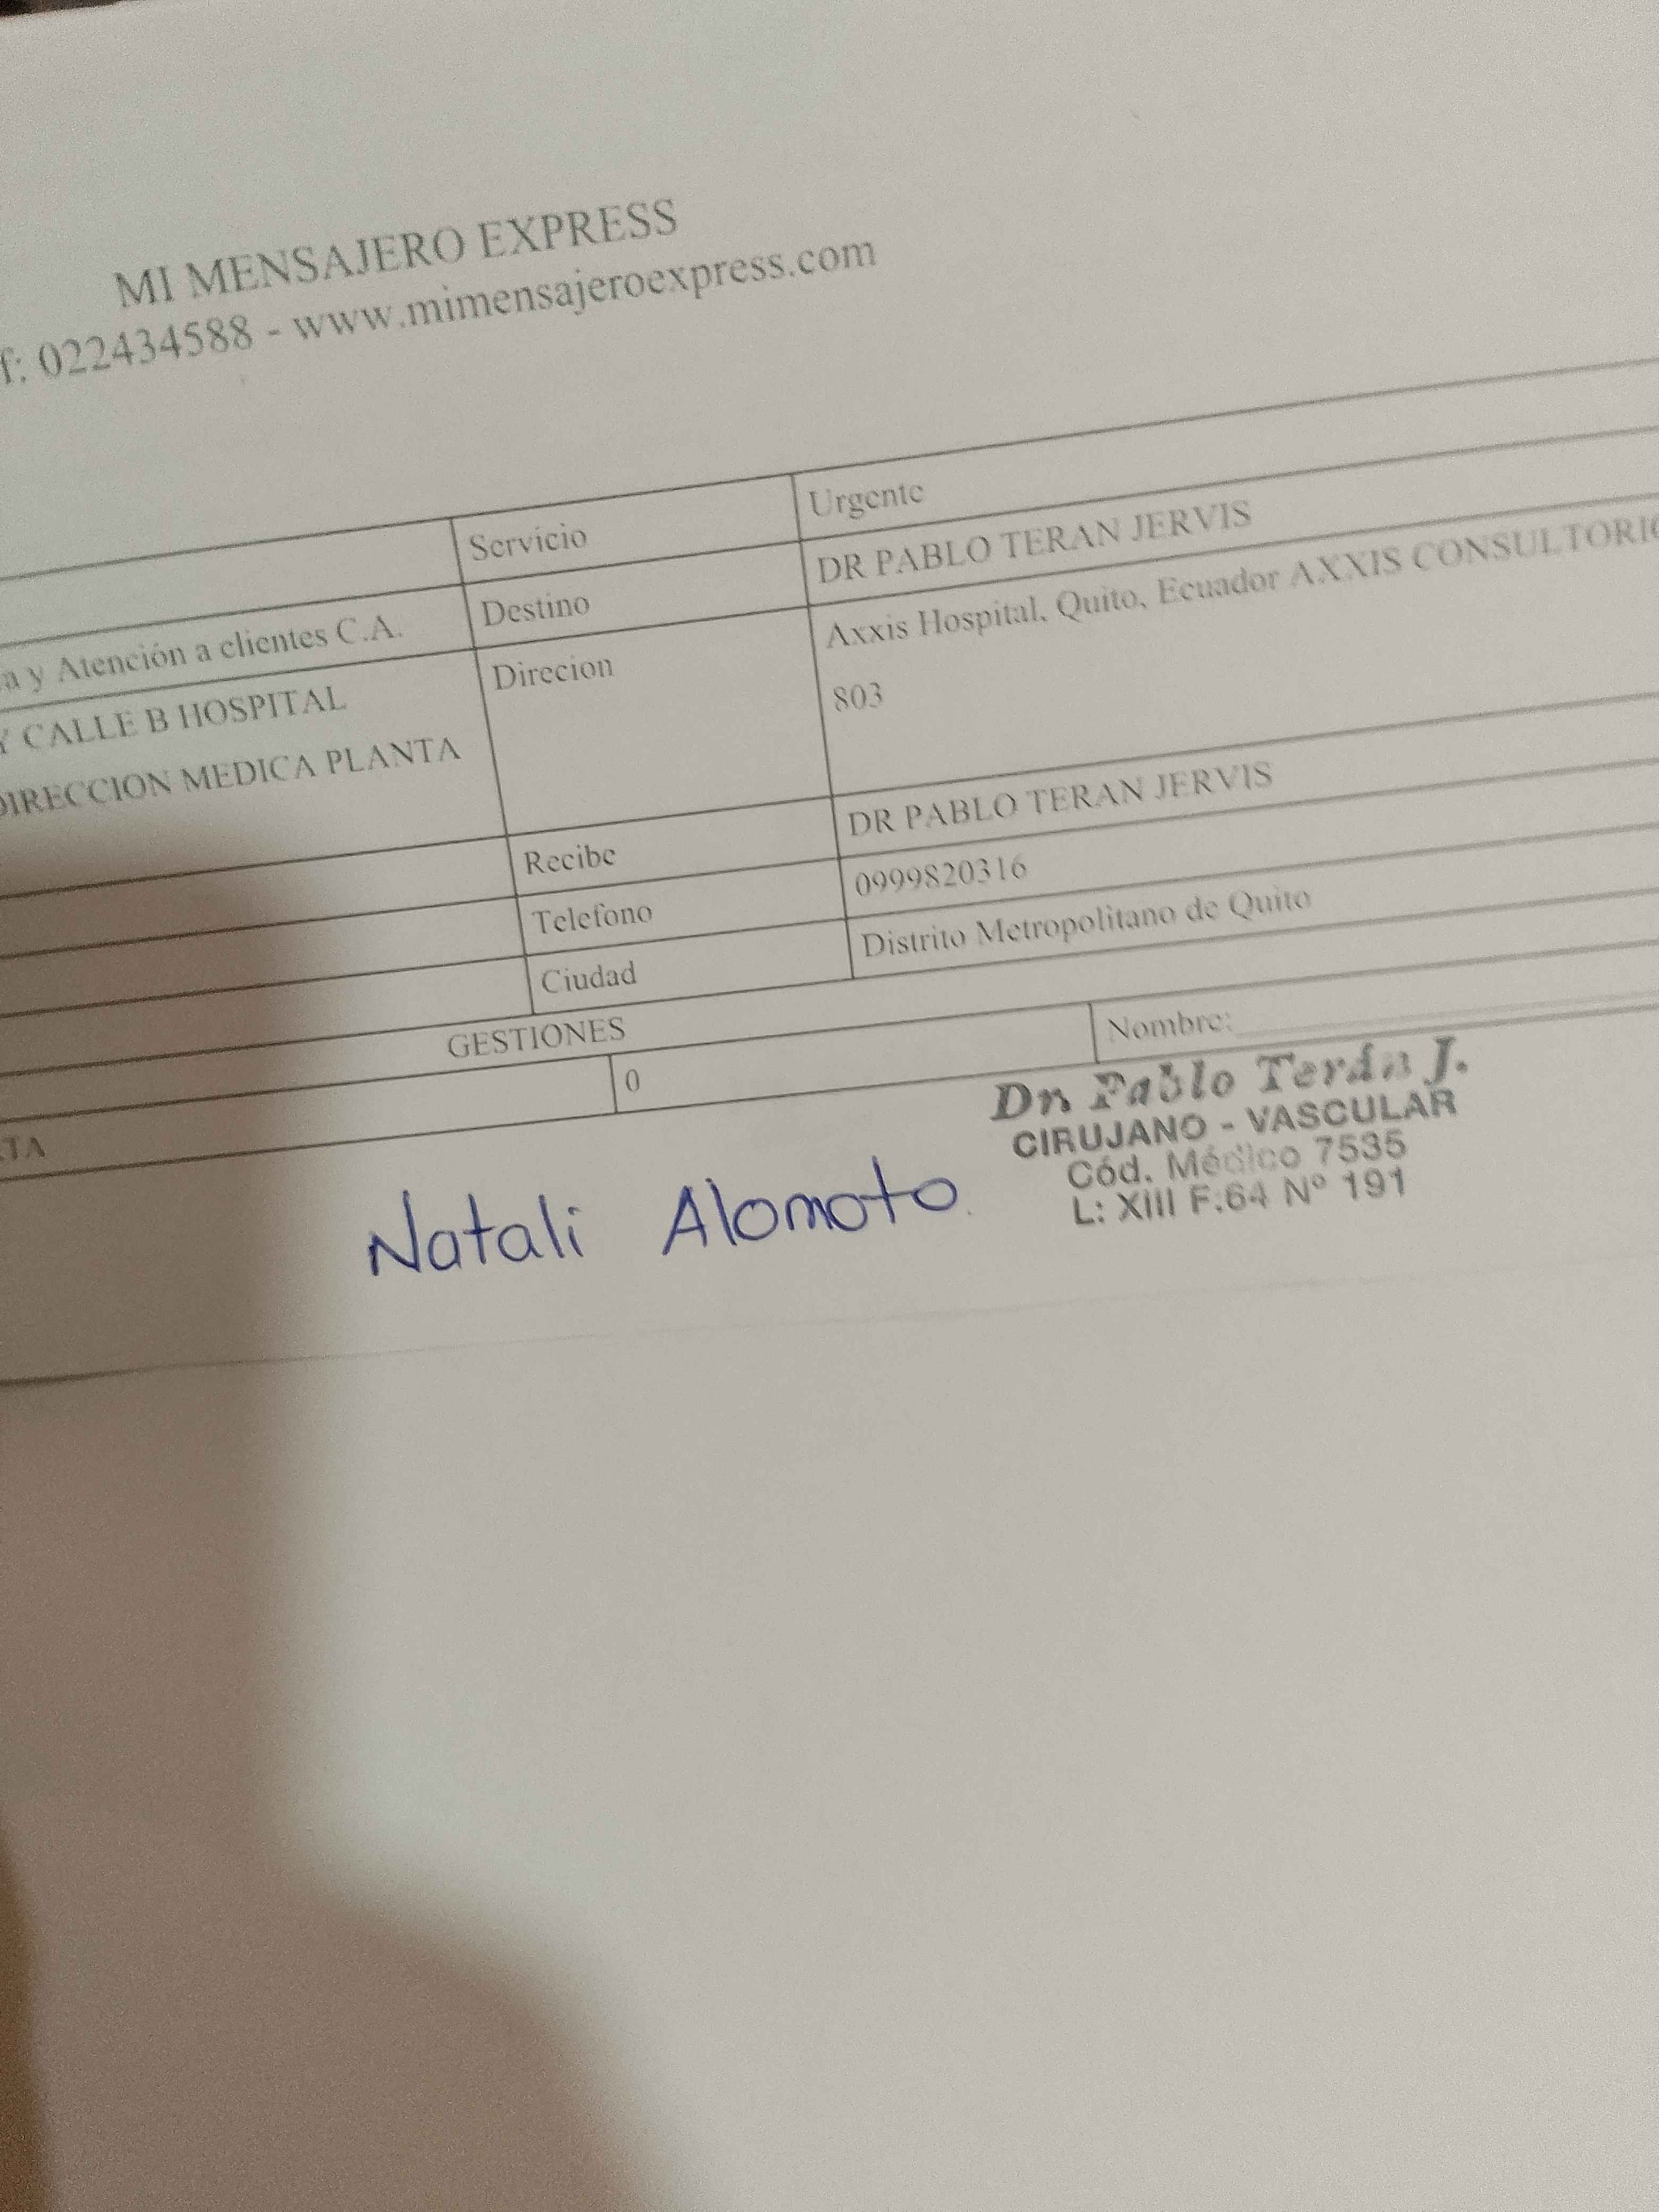 MI MENSAJERO EXPRESS
f: 022434588 - www.mimensajeroexpress.com
Servicio Urgente
a y Atención a clientes C.A. Destino DR PABLO TERAN JERVIS
Y CALLE B HOSPITAL Direcion Axxis Hospital, Quito, Ecuador AXXIS CONSULTORIO
DIRECCION MEDICA PLANTA 803
Recibe DR PABLO TERAN JERVIS
Telefono 0999820316
Ciudad Distrito Metropolitano de Quito
GESTIONES
TA 0 Nombre:
Dr. Pablo Terán J.
CIRUJANO - VASCULAR
Cód. Médico 7535
L: XIII F:64 Nº 191
Natali Alomoto.